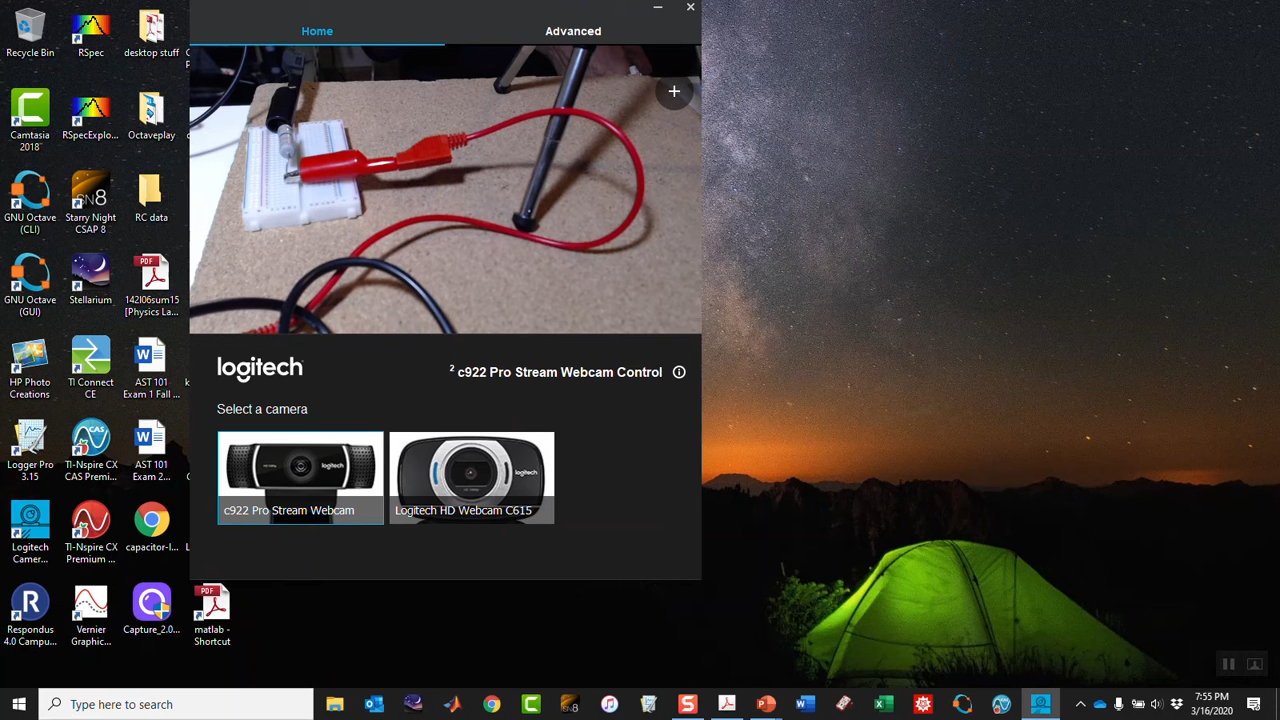 Home
Advanced
+
logitech
2 c922 Pro Stream Webcam Control
Select a camera
logitech
c922 Pro Stream Webcam
logitech
Logitech HD Webcam C615
Recycle Bin
RSpec
desktop stuff
Camtasia
2018
RSpecExplo...
Octaveplay
GNU Octave
(CLI)
Starry Night
CSAP 8
RC data
GNU Octave
(GUI)
Stellarium
142l06sum15
[Physics La...
HP Photo
Creations
TI Connect
CE
AST 101
Exam 1 Fall ...
Logger Pro
3.15
TI-Nspire CX
CAS Premi...
AST 101
Exam 2...
Logitech
Camer...
TI-Nspire CX
Premium ...
capacitor-l...
Respondus
4.0 Campu...
Vernier
Graphic...
Capture_2.0...
matlab -
Shortcut
Type here to search
7:55 PM
3/16/2020